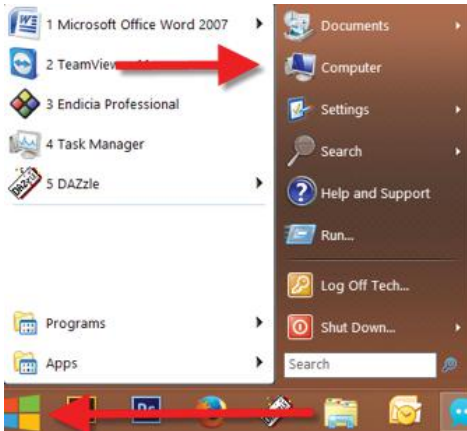 1 Microsoft Office Word 2007
2 TeamView
3 Endicia Professional
4 Task Manager
5 DAZzle
Programs
Apps
Documents
Computer
Settings
Search
Help and Support
Run...
Log Off Tech...
Shut Down...
Search